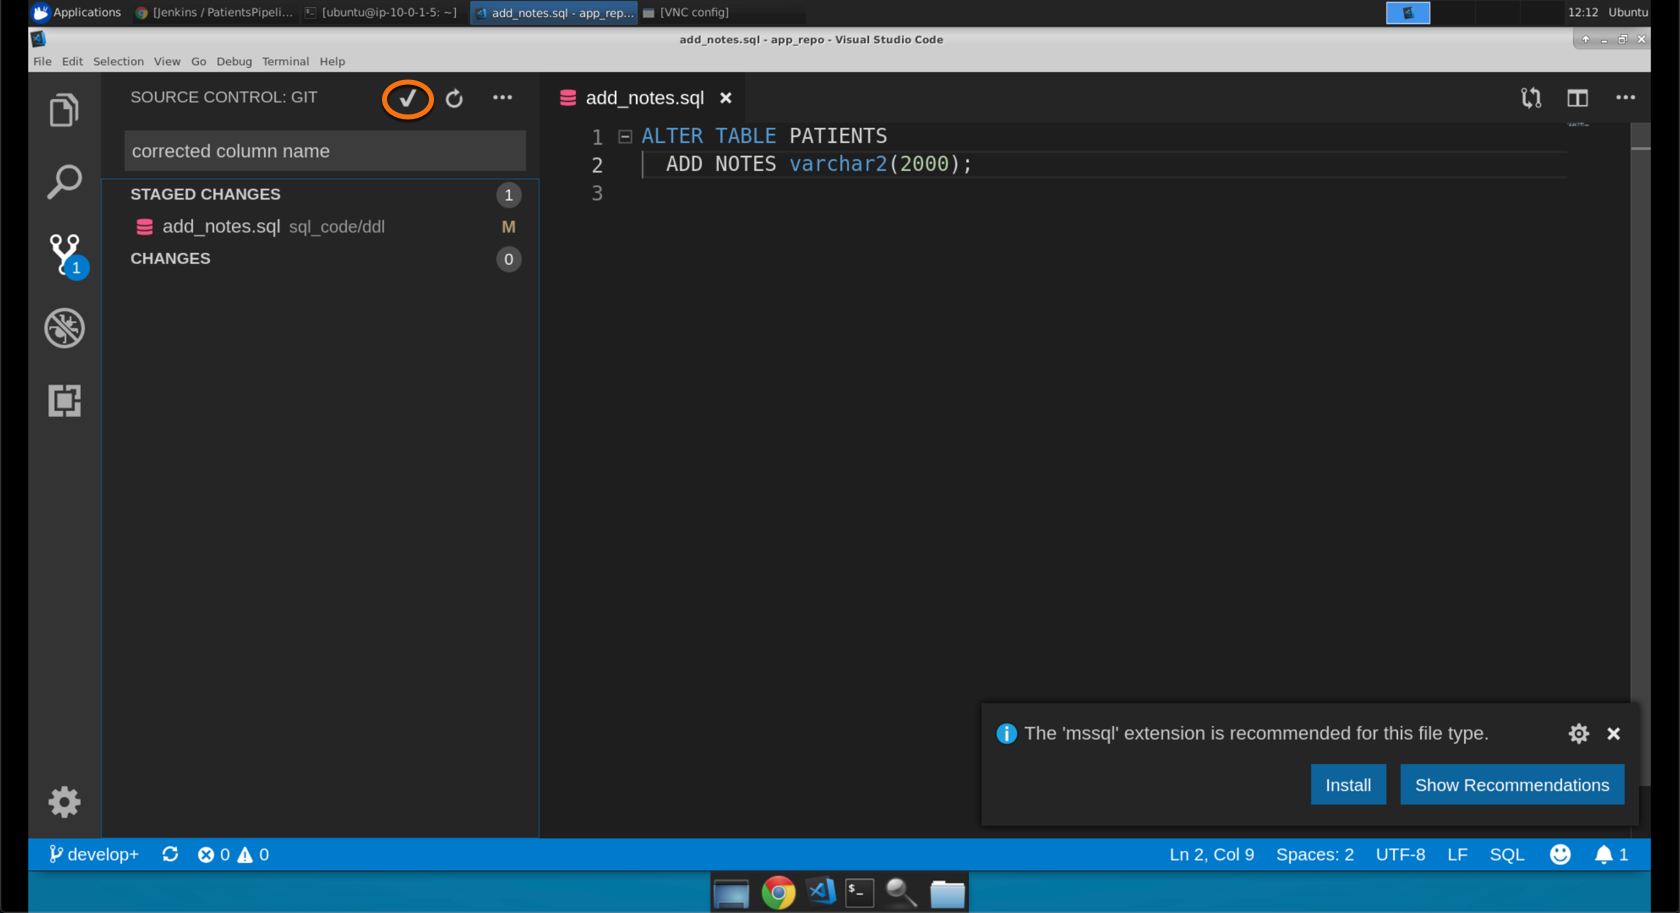 Applications
[Jenkins / PatientsPipeli...
[ubuntu@ip-10-0-1-5: ~]
add_notes.sql - app_rep...
[VNC config]
12:12 Ubuntu
add_notes.sql - app_repo - Visual Studio Code
File Edit Selection View Go Debug Terminal Help
SOURCE CONTROL: GIT
add_notes.sql
corrected column name
STAGED CHANGES 1
add_notes.sql sql_code/ddl M
CHANGES 0
1
1 ALTER TABLE PATIENTS
2 ADD NOTES varchar2(2000);
3
The 'mssql' extension is recommended for this file type.
Install Show Recommendations
develop+ 0 0
Ln 2, Col 9 Spaces: 2 UTF-8 LF SQL 1
$_